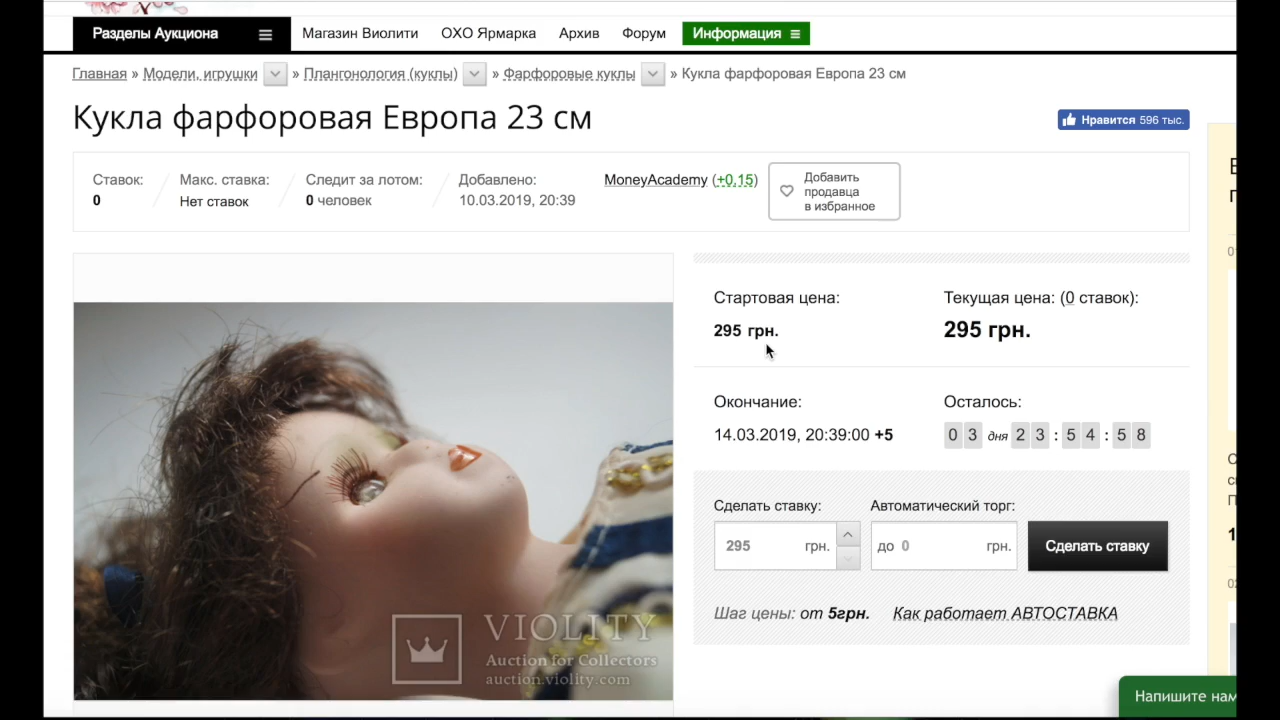 Разделы Аукциона
Магазин Виолити
ОХО Ярмарка
Архив
Форум
Информация
Главная » Модели, игрушки » Плангонология (куклы) » Фарфоровые куклы » Кукла фарфоровая Европа 23 см
Кукла фарфоровая Европа 23 см
Нравится 596 тыс.
Ставок:
0
Макс. ставка:
Нет ставок
Следит за лотом:
0 человек
Добавлено:
10.03.2019, 20:39
MoneyAcademy (+0,15)
Добавить
продавца
в избранное
Стартовая цена:
295 грн.
Текущая цена: (0 ставок):
295 грн.
Окончание:
14.03.2019, 20:39:00 +5
Осталось:
03 дня 23:54:58
Сделать ставку:
295 грн.
Автоматический торг:
до 0 грн.
Сделать ставку
Шаг цены: от 5грн.
Как работает АВТОСТАВКА
VIOLITY
Auction for Collectors
auction.violity.com
Напишите нам